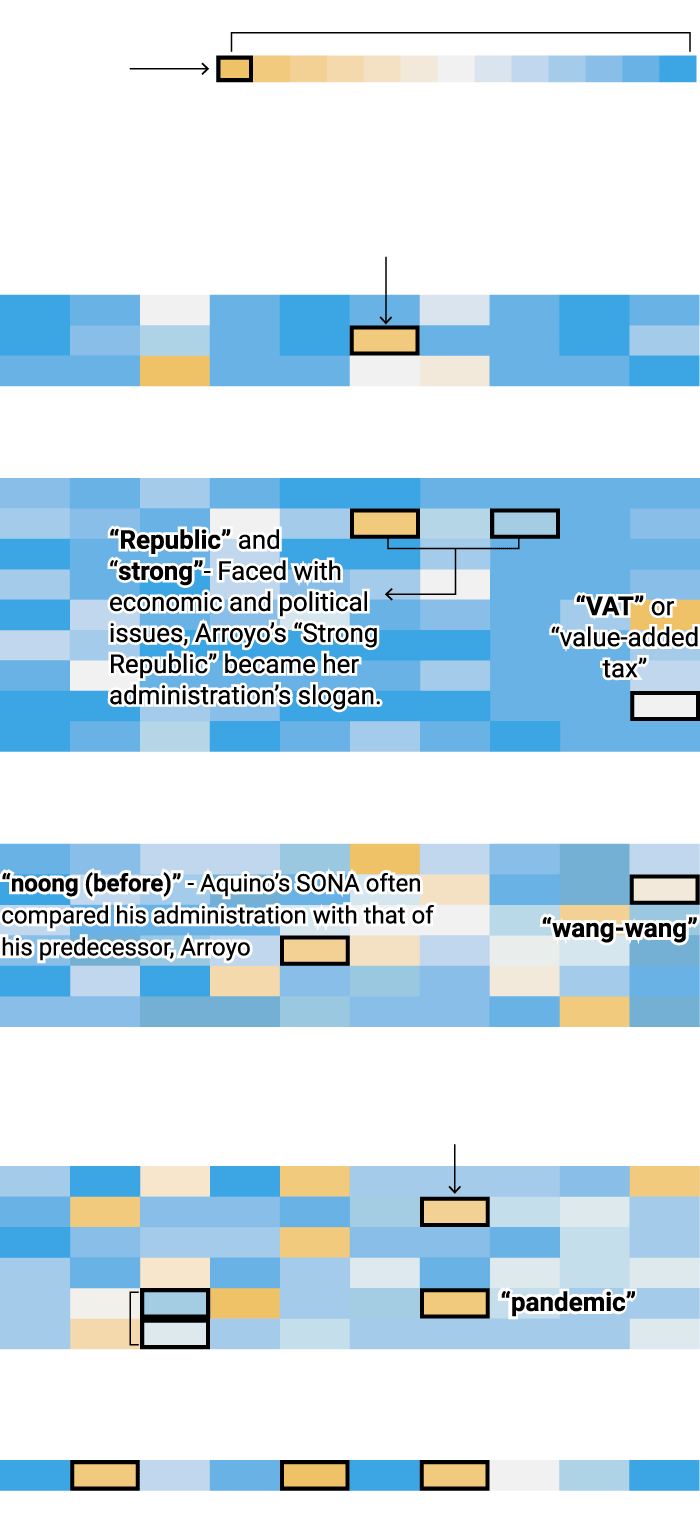 “Republic” and
“strong”- Faced with
economic and political
issues, Arroyo’s “Strong
Republic” became her
administration’s slogan.
“VAT” or
“value-added
tax”
“noong (before)” - Aquino’s SONA often
compared his administration with that of
his predecessor, Arroyo
“wang-wang”
“pandemic”